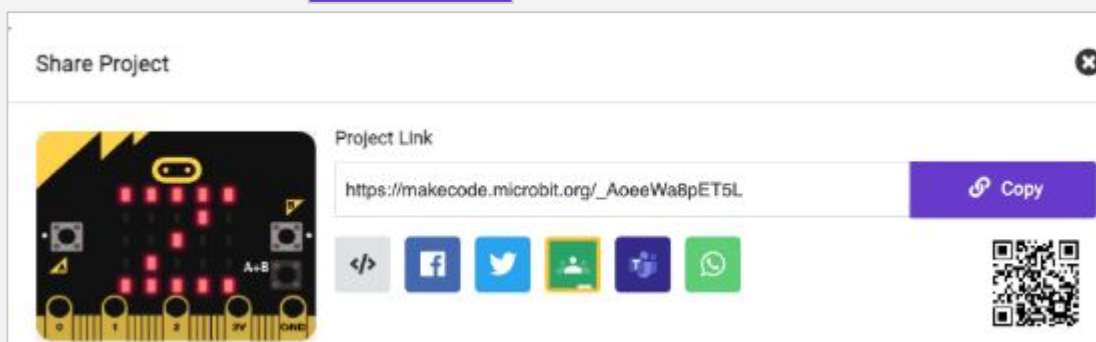 Share Project
Project Link
https://makecode.microbit.org/_AoeeWa8pET5L
Copy
B
A
A+B
0 1 2 3V GND